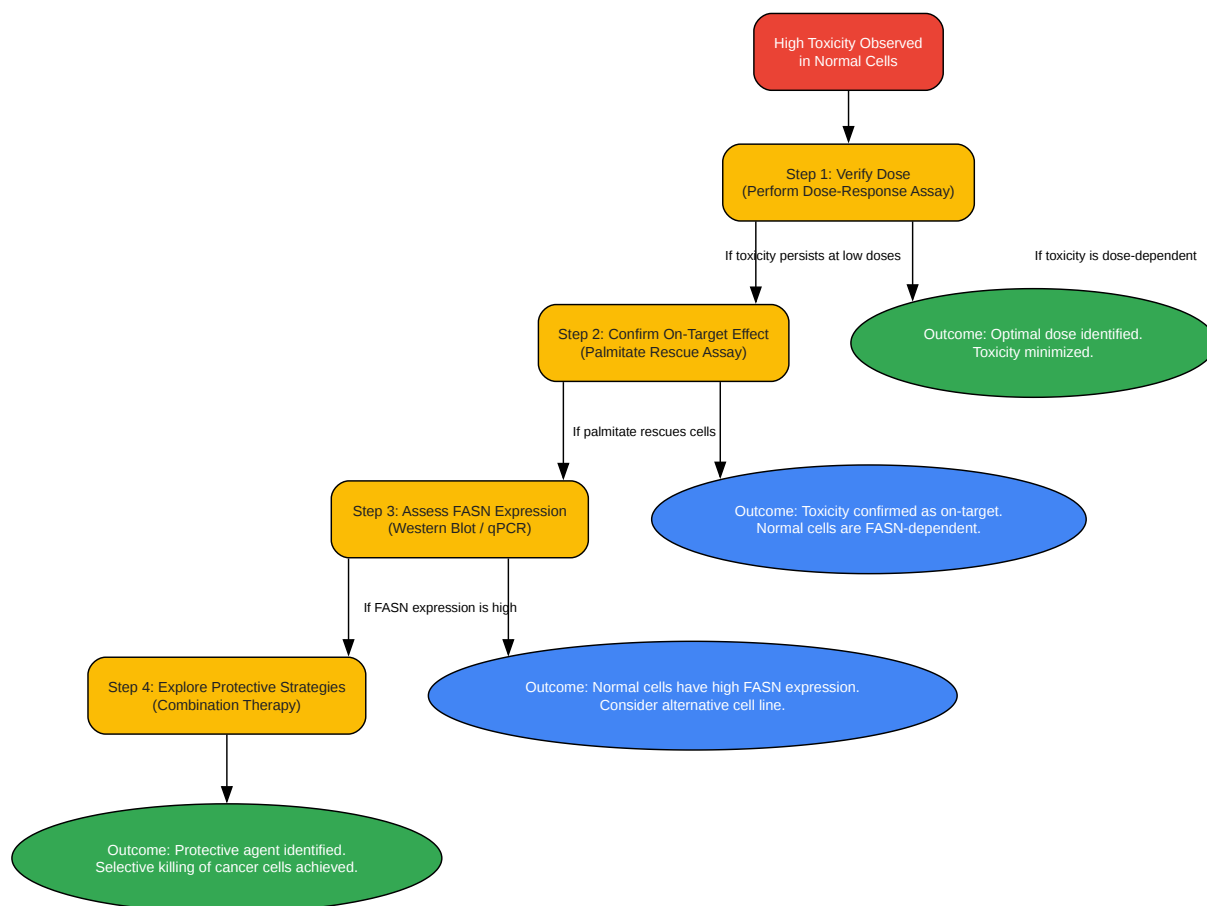 High Toxicity Observed
in Normal Cells
Step 1: Verify Dose
(Perform Dose-Response Assay)
If toxicity persists at low doses
If toxicity is dose-dependent
Step 2: Confirm On-Target Effect
(Palmitate Rescue Assay)
Outcome: Optimal dose identified.
Toxicity minimized.
If palmitate rescues cells
Step 3: Assess FASN Expression
(Western Blot / qPCR)
Outcome: Toxicity confirmed as on-target.
Normal cells are FASN-dependent.
If FASN expression is high
Step 4: Explore Protective Strategies
(Combination Therapy)
Outcome: Normal cells have high FASN expression.
Consider alternative cell line.
Outcome: Protective agent identified.
Selective killing of cancer cells achieved.